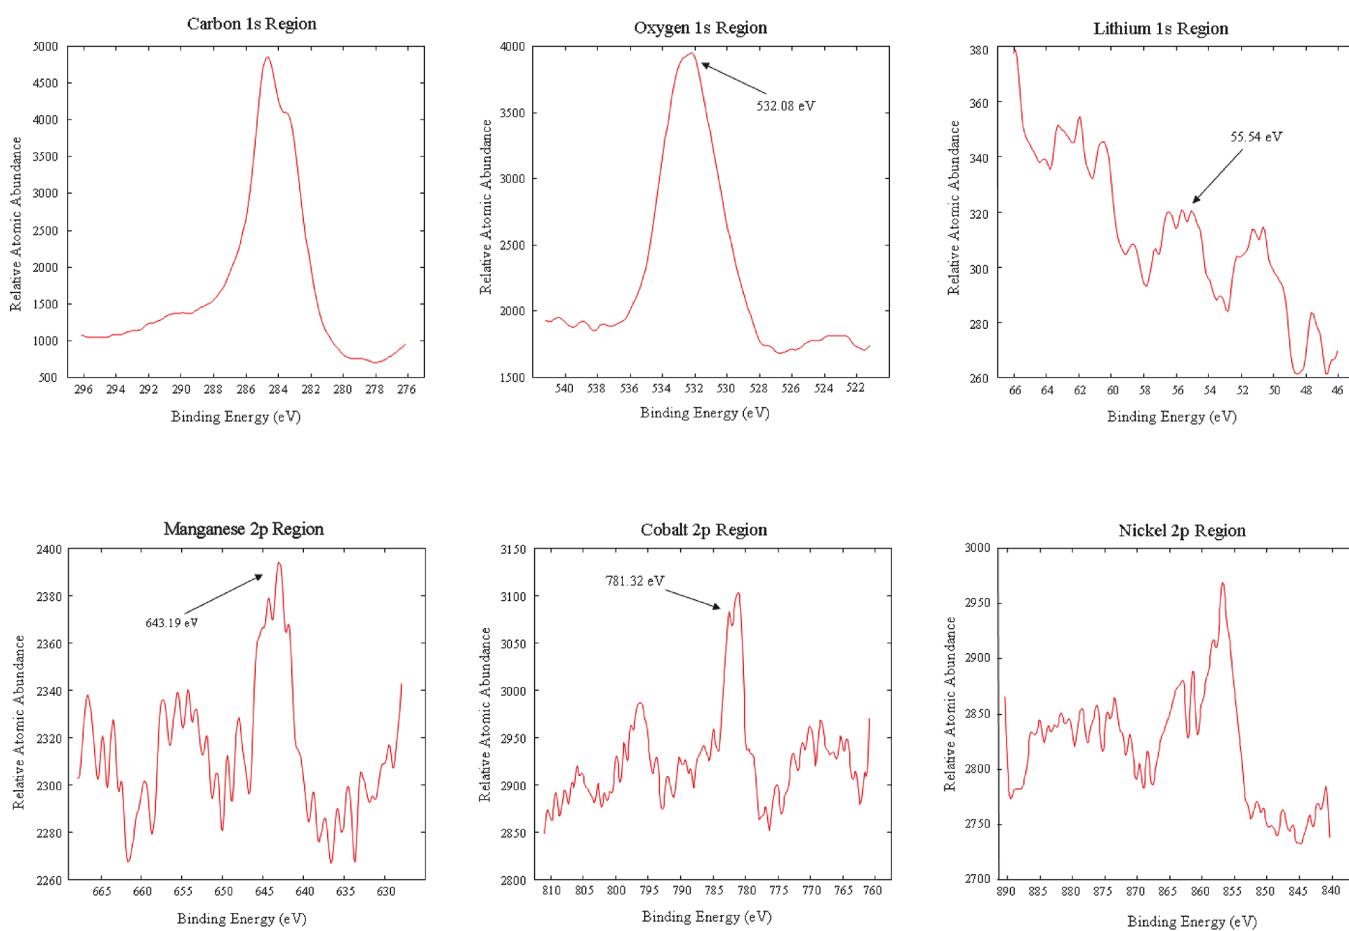 Carbon 1s Region
Relative Atomic Abundance
5000
4500
4000
3500
3000
2500
2000
1500
1000
500
296 294 292 290 288 286 284 282 280 278 276
Binding Energy (eV)
Oxygen 1s Region
Relative Atomic Abundance
4000
3500
3000
2500
2000
1500
532.08 eV
540 538 536 534 532 530 528 526 524 522
Binding Energy (eV)
Lithium 1s Region
Relative Atomic Abundance
380
360
340
320
300
280
260
55.54 eV
66 64 62 60 58 56 54 52 50 48 46
Binding Energy (eV)
Manganese 2p Region
Relative Atomic Abundance
2400
2380
2360
2340
2320
2300
2280
2260
643.19 eV
665 660 655 650 645 640 635 630
Binding Energy (eV)
Cobalt 2p Region
Relative Atomic Abundance
3150
3100
3050
3000
2950
2900
2850
2800
781.32 eV
810 805 800 795 790 785 780 775 770 765 760
Binding Energy (eV)
Nickel 2p Region
Relative Atomic Abundance
3000
2950
2900
2850
2800
2750
2700
890 885 880 875 870 865 860 855 850 845 840
Binding Energy (eV)